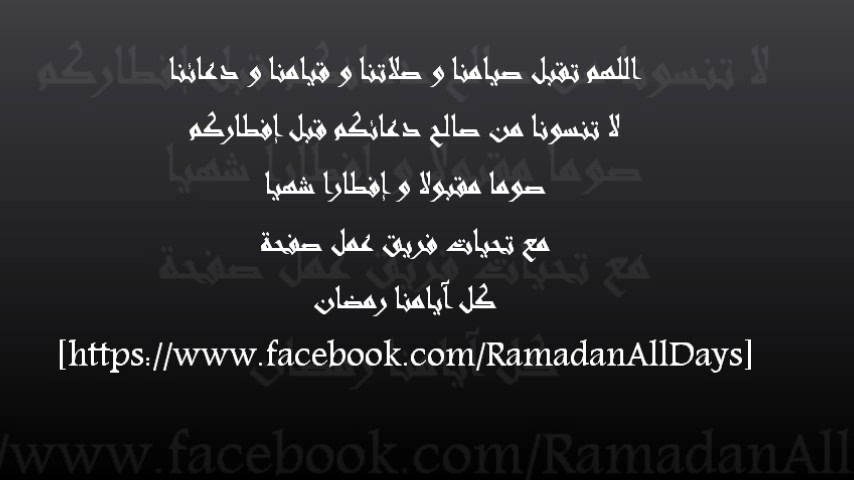 اللهم تقبل صيامنا و صلاتنا و قيامنا و دعائنا
لا تنسونا من صالح دعائكم قبل إفطاركم
صوما مقبولا و إفطارا شهيا
مع تحيات فريق عمل صفحة
كل آيامنا رمضان
[https://www.facebook.com/RamadanAllDays]